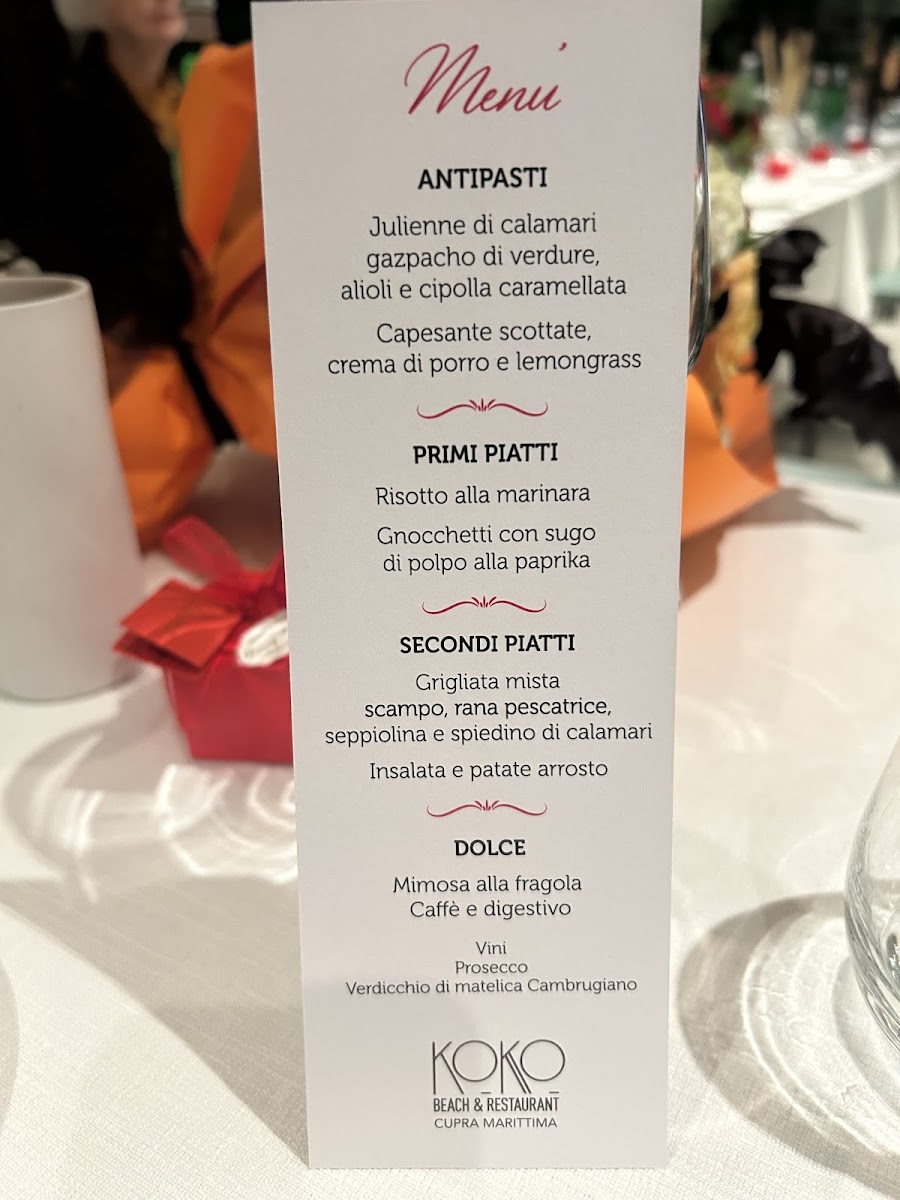 Menú
ANTIPASTI
Julienne di calamari
gazpacho di verdure,
alioli e cipolla caramellata
Capesante scottate,
crema di porro e lemongrass
PRIMI PIATTI
Risotto alla marinara
Gnocchetti con sugo
di polpo alla paprika
SECONDI PIATTI
Grigliata mista
scampo, rana pescatrice,
seppiolina e spiedino di calamari
Insalata e patate arrosto
DOLCE
Mimosa alla fragola
Caffè e digestivo
Vini
Prosecco
Verdicchio di matelica Cambrugiano
KOKO
BEACH & RESTAURANT
CUPRA MARITTIMA